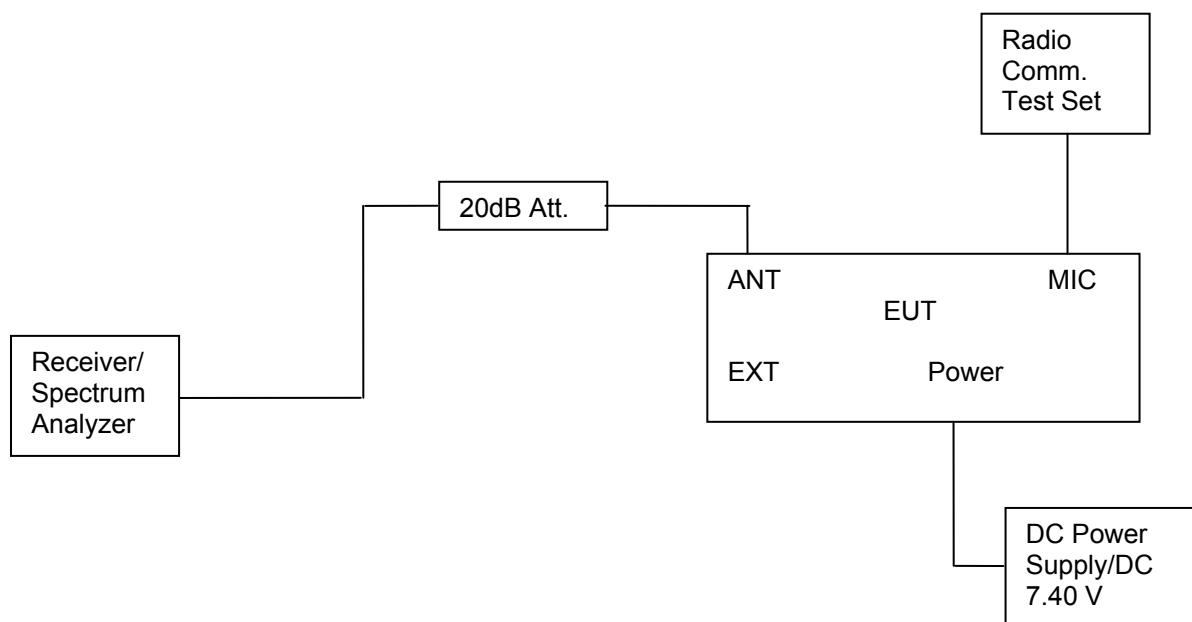 Radio
Comm.
Test Set
20dB Att.
ANT
MIC
EUT
EXT
Power
Receiver/
Spectrum
Analyzer
DC Power
Supply/DC
7.40 V